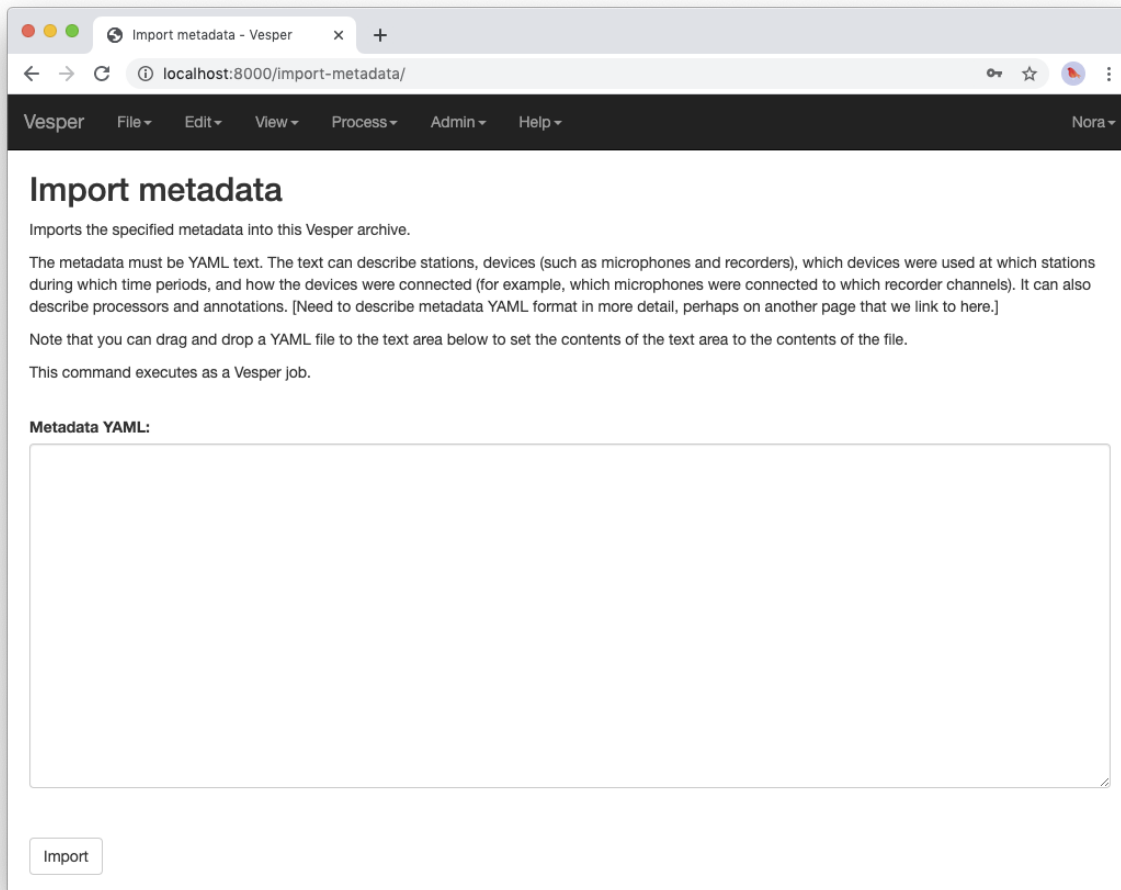 Import metadata - Vesper
localhost:8000/import-metadata/
Vesper File Edit View Process Admin Help Nora
Import metadata
Imports the specified metadata into this Vesper archive.
The metadata must be YAML text. The text can describe stations, devices (such as microphones and recorders), which devices were used at which stations
during which time periods, and how the devices were connected (for example, which microphones were connected to which recorder channels). It can also
describe processors and annotations. [Need to describe metadata YAML format in more detail, perhaps on another page that we link to here.]
Note that you can drag and drop a YAML file to the text area below to set the contents of the text area to the contents of the file.
This command executes as a Vesper job.
Metadata YAML:
Import